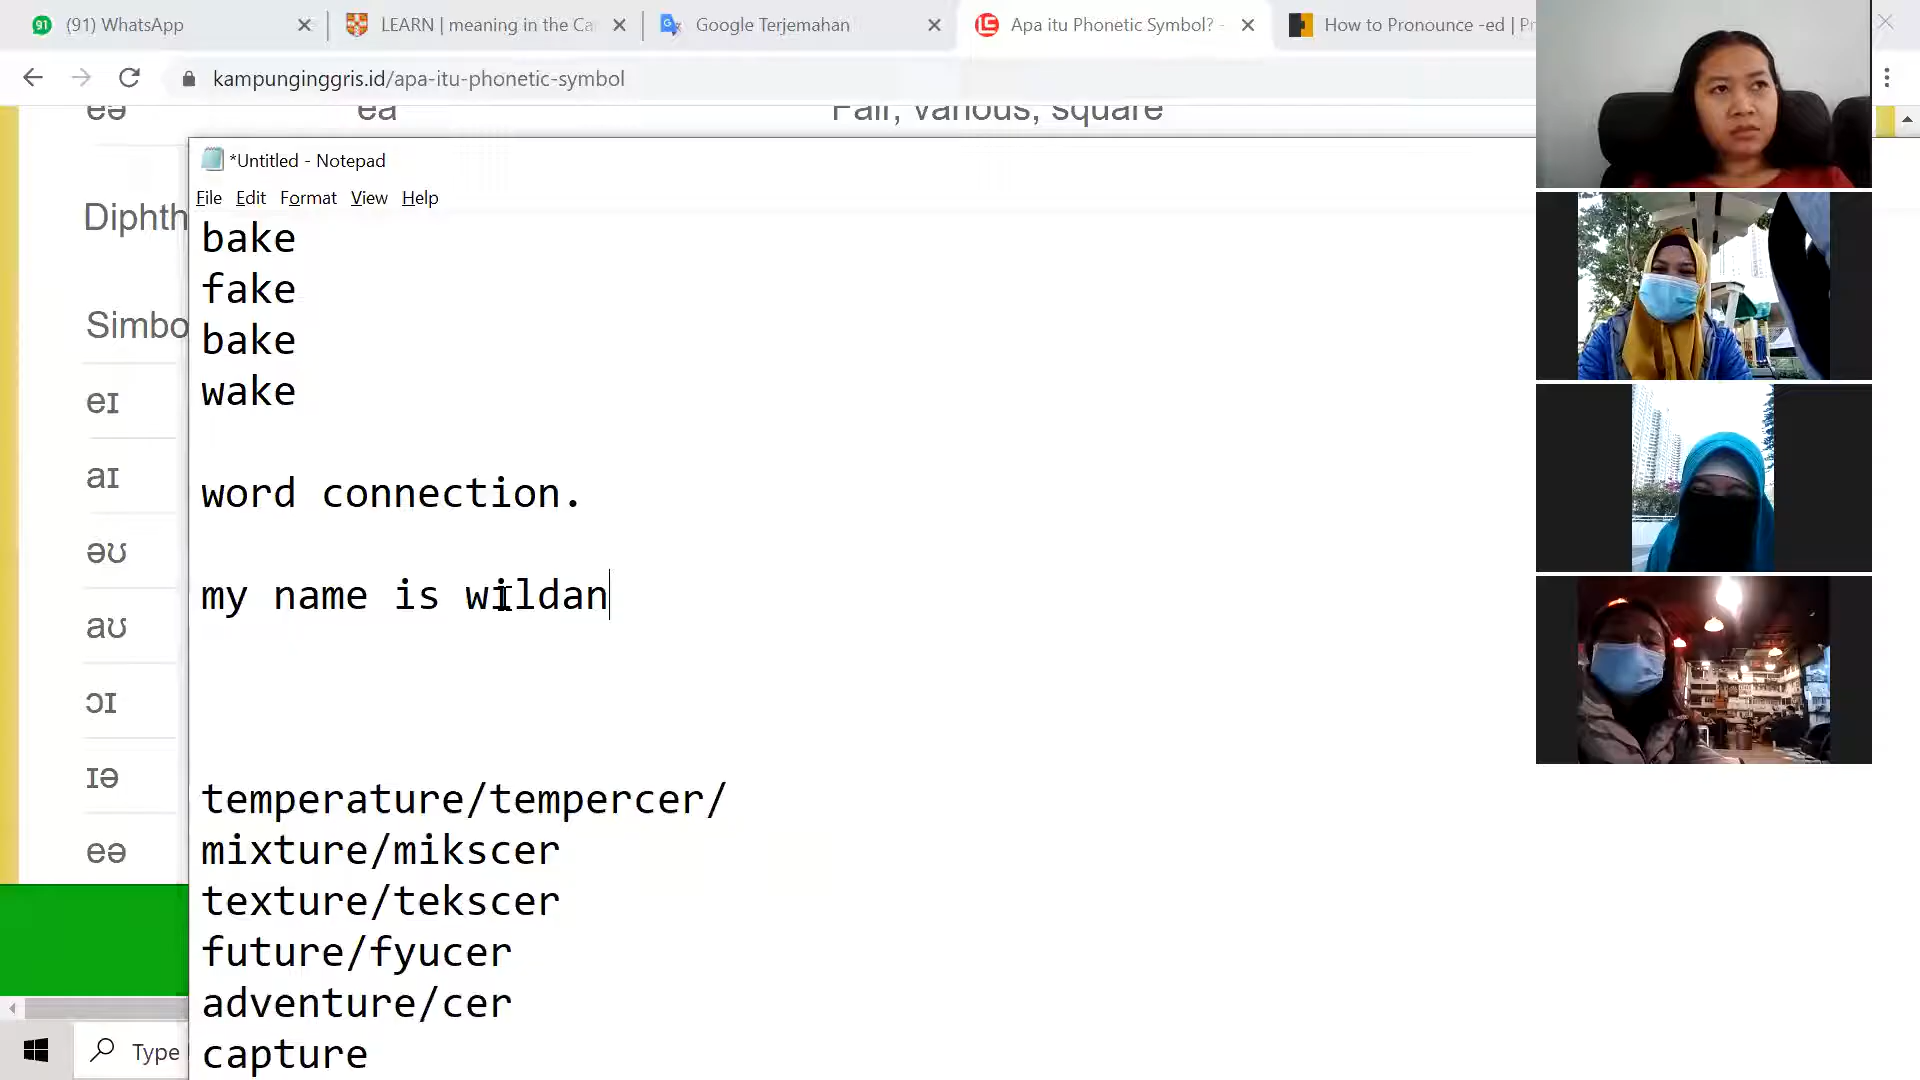 (91) WhatsApp
LEARN | meaning in the Ca
Google Terjemahan
Apa itu Phonetic Symbol? -
How to Pronounce -ed | Pr
kampunginggris.id/apa-itu-phonetic-symbol
eə
ea
Fair, various, square
*Untitled - Notepad
File Edit Format View Help
Diphth
Simbo
eɪ
aɪ
əʊ
aʊ
ɔɪ
ɪə
eə
bake
fake
bake
wake
word connection.
my name is wildan
temperature/tempercer/
mixture/mikscer
texture/tekscer
future/fyucer
adventure/cer
capture
Type